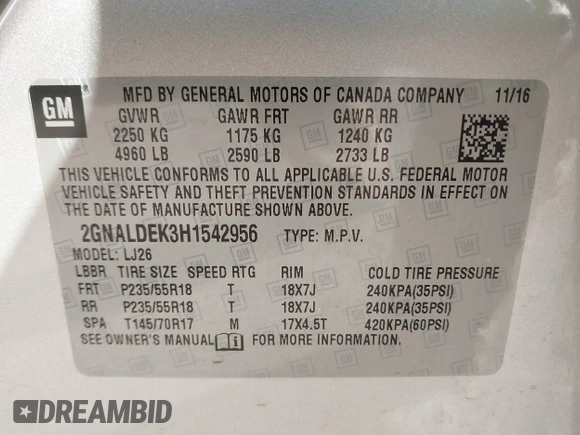 GM
MFD BY GENERAL MOTORS OF CANADA COMPANY 11/16
GVWR GAWR FRT GAWR RR
2250 KG 1175 KG 1240 KG
4960 LB 2590 LB 2733 LB
THIS VEHICLE CONFORMS TO ALL APPLICABLE U.S. FEDERAL MOTOR
VEHICLE SAFETY AND THEFT PREVENTION STANDARDS IN EFFECT ON
THE DATE OF MANUFACTURE SHOWN ABOVE.
2GNALDEK3H1542956 TYPE: M.P.V.
MODEL: LJ26
LBBR TIRE SIZE SPEED RTG RIM COLD TIRE PRESSURE
FRT P235/55R18 T 18X7J 240KPA(35PSI)
RR P235/55R18 T 18X7J 240KPA(35PSI)
SPA T145/70R17 M 17X4.5T 420KPA(60PSI)
SEE OWNER'S MANUAL FOR MORE INFORMATION.
DREAMBID